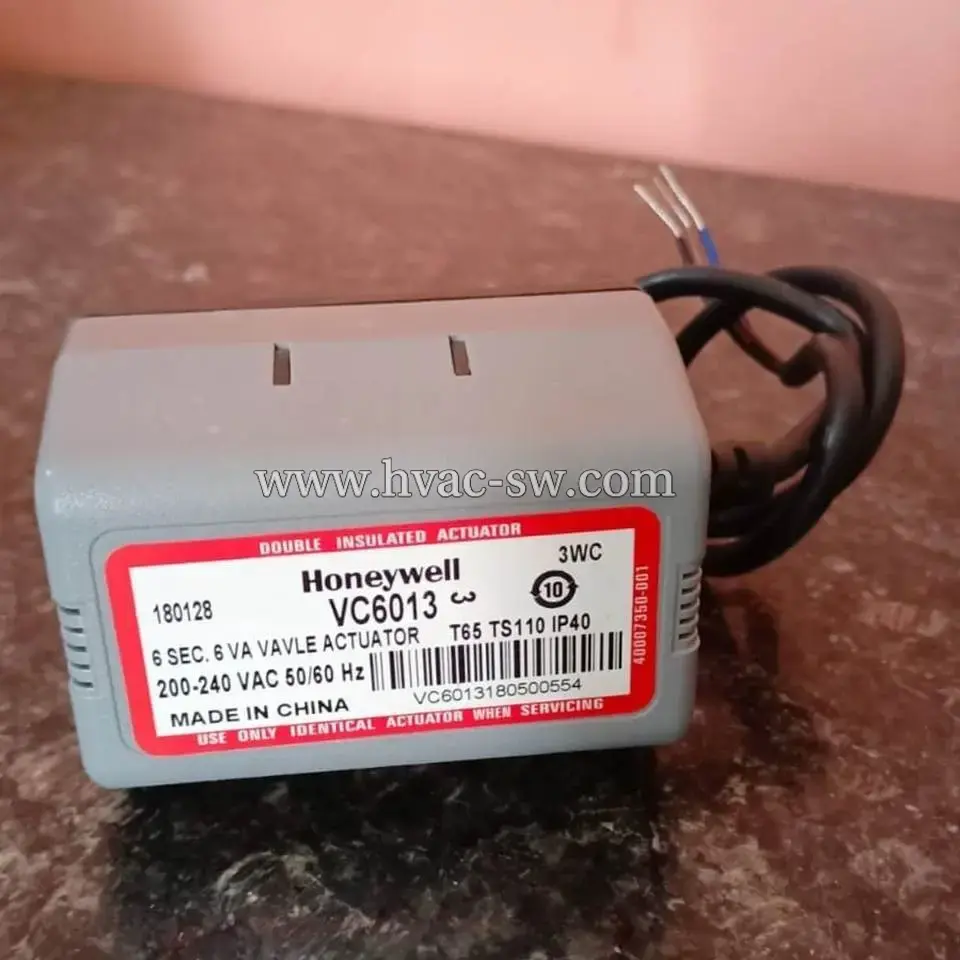 www.hvac-sw.com
DOUBLE INSULATED ACTUATOR
Honeywell
3WC
180128
VC6013
3
10
6 SEC. 6 VA VAVLE ACTUATOR
T65 TS110 IP40
200-240 VAC 50/60 Hz
VC6013180500554
MADE IN CHINA
USE ONLY IDENTICAL ACTUATOR WHEN SERVICING
40007350-001